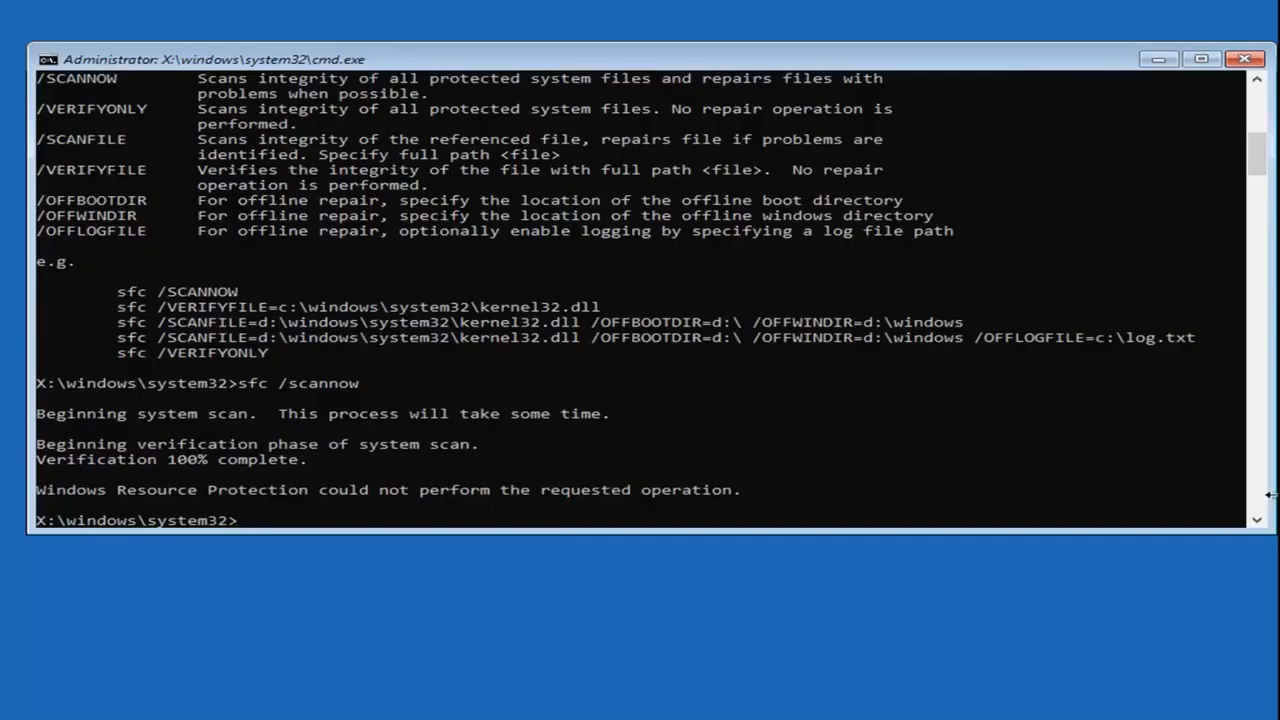 Administrator: X:\windows\system32\cmd.exe
/SCANNOW Scans integrity of all protected system files and repairs files with
problems when possible.
/VERIFYONLY Scans integrity of all protected system files. No repair operation is
performed.
/SCANFILE Scans integrity of the referenced file, repairs file if problems are
identified. Specify full path <file>
/VERIFYFILE Verifies the integrity of the file with full path <file>. No repair
operation is performed.
/OFFBOOTDIR For offline repair, specify the location of the offline boot directory
/OFFWINDIR For offline repair, specify the location of the offline windows directory
/OFFLOGFILE For offline repair, optionally enable logging by specifying a log file path
e.g.
sfc /SCANNOW
sfc /VERIFYFILE=c:\windows\system32\kernel32.dll
sfc /SCANFILE=d:\windows\system32\kernel32.dll /OFFBOOTDIR=d:\ /OFFWINDIR=d:\windows
sfc /SCANFILE=d:\windows\system32\kernel32.dll /OFFBOOTDIR=d:\ /OFFWINDIR=d:\windows /OFFLOGFILE=c:\log.txt
sfc /VERIFYONLY
X:\windows\system32>sfc /scannow
Beginning system scan. This process will take some time.
Beginning verification phase of system scan.
Verification 100% complete.
Windows Resource Protection could not perform the requested operation.
X:\windows\system32>